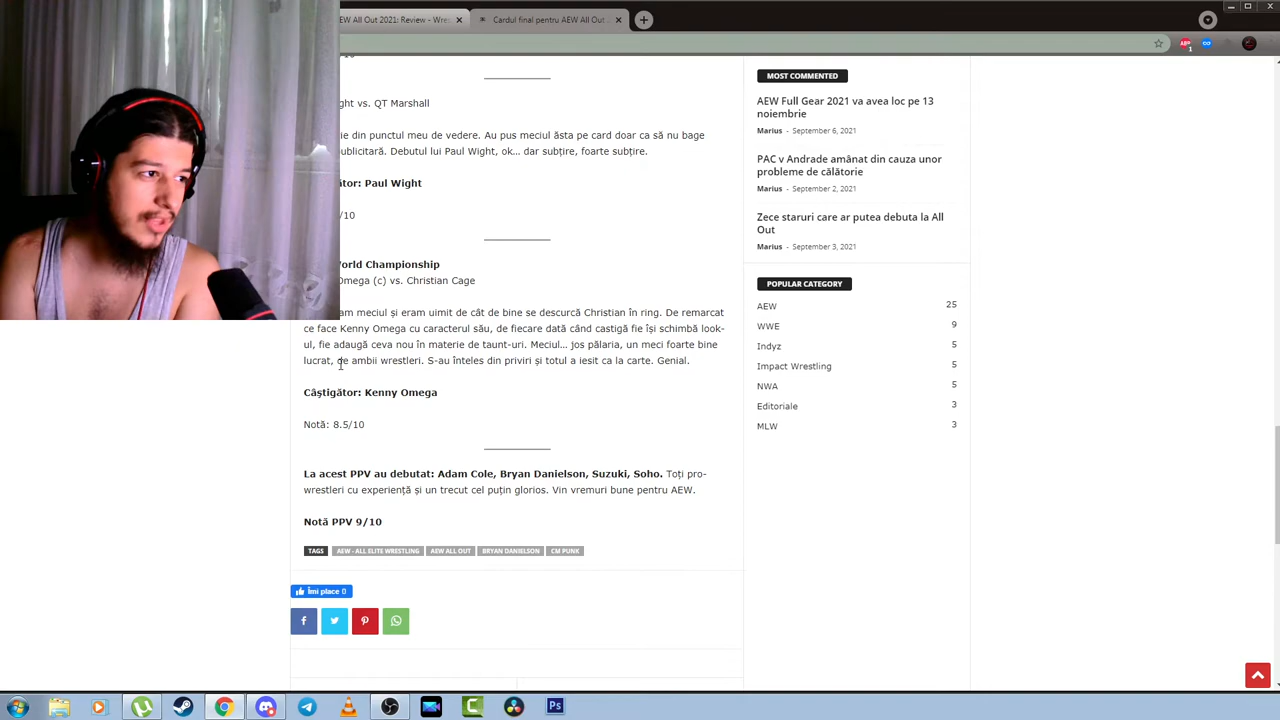 AEW All Out 2021: Review - Wres
Cardul final pentru AEW All Out
vs. QT Marshall
din punctul meu de vedere. Au pus meciul ăsta pe card doar ca să nu bage
Debutul lui Paul Wight, ok... dar subțire, foarte subțire.
Paul Wight
/10
World Championship
Omega (c) vs. Christian Cage
meciul și eram uimit de cât de bine se descurcă Christian în ring. De remarcat
ce face Kenny Omega cu caracterul său, de fiecare dată când castigă fie își schimbă look-
ul, fie adaugă ceva nou în materie de taunt-uri. Meciul... jos pălaria, un meci foarte bine
lucrat, de ambii wrestleri. S-au înteles din priviri și totul a iesit ca la carte. Genial.
Câștigător: Kenny Omega
Notă: 8.5/10
La acest PPV au debutat: Adam Cole, Bryan Danielson, Suzuki, Soho. Toți pro-
wrestleri cu experiență și un trecut cel puțin glorios. Vin vremuri bune pentru AEW.
Notă PPV 9/10
TAGS AEW - ALL ELITE WRESTLING AEW ALL OUT BRYAN DANIELSON CM PUNK
Îmi place 0
MOST COMMENTED
AEW Full Gear 2021 va avea loc pe 13
noiembrie
Marius - September 6, 2021
PAC v Andrade amânat din cauza unor
probleme de călătorie
Marius - September 2, 2021
Zece staruri care ar putea debuta la All
Out
Marius - September 3, 2021
POPULAR CATEGORY
AEW 25
WWE 9
Indyz 5
Impact Wrestling 5
NWA 5
Editoriale 3
MLW 3